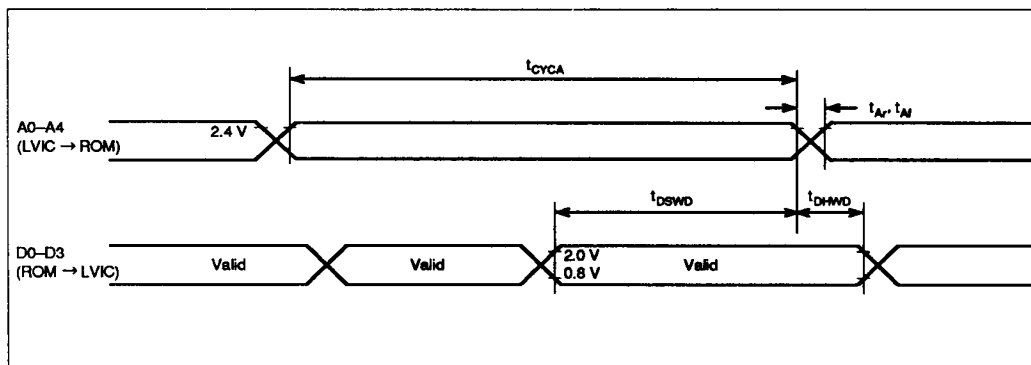 tCYCA
tAr, tAf
A0–A4
(LVIC → ROM)
2.4 V
tDSWD
tDHWD
D0–D3
(ROM → LVIC)
Valid
Valid
2.0 V
0.8 V
Valid